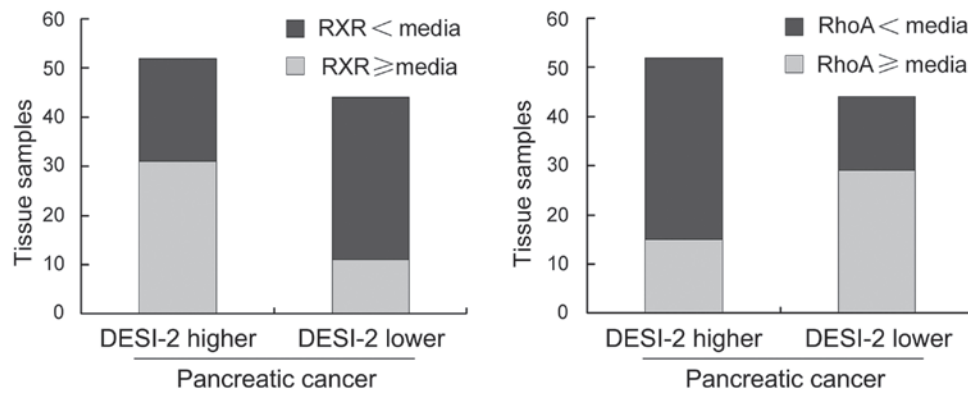 Tissue samples
60
50
40
30
20
10
0
RXR < media
RXR ⩾ media
DESI-2 higher
DESI-2 lower
Pancreatic cancer
Tissue samples
60
50
40
30
20
10
0
RhoA < media
RhoA ⩾ media
DESI-2 higher
DESI-2 lower
Pancreatic cancer